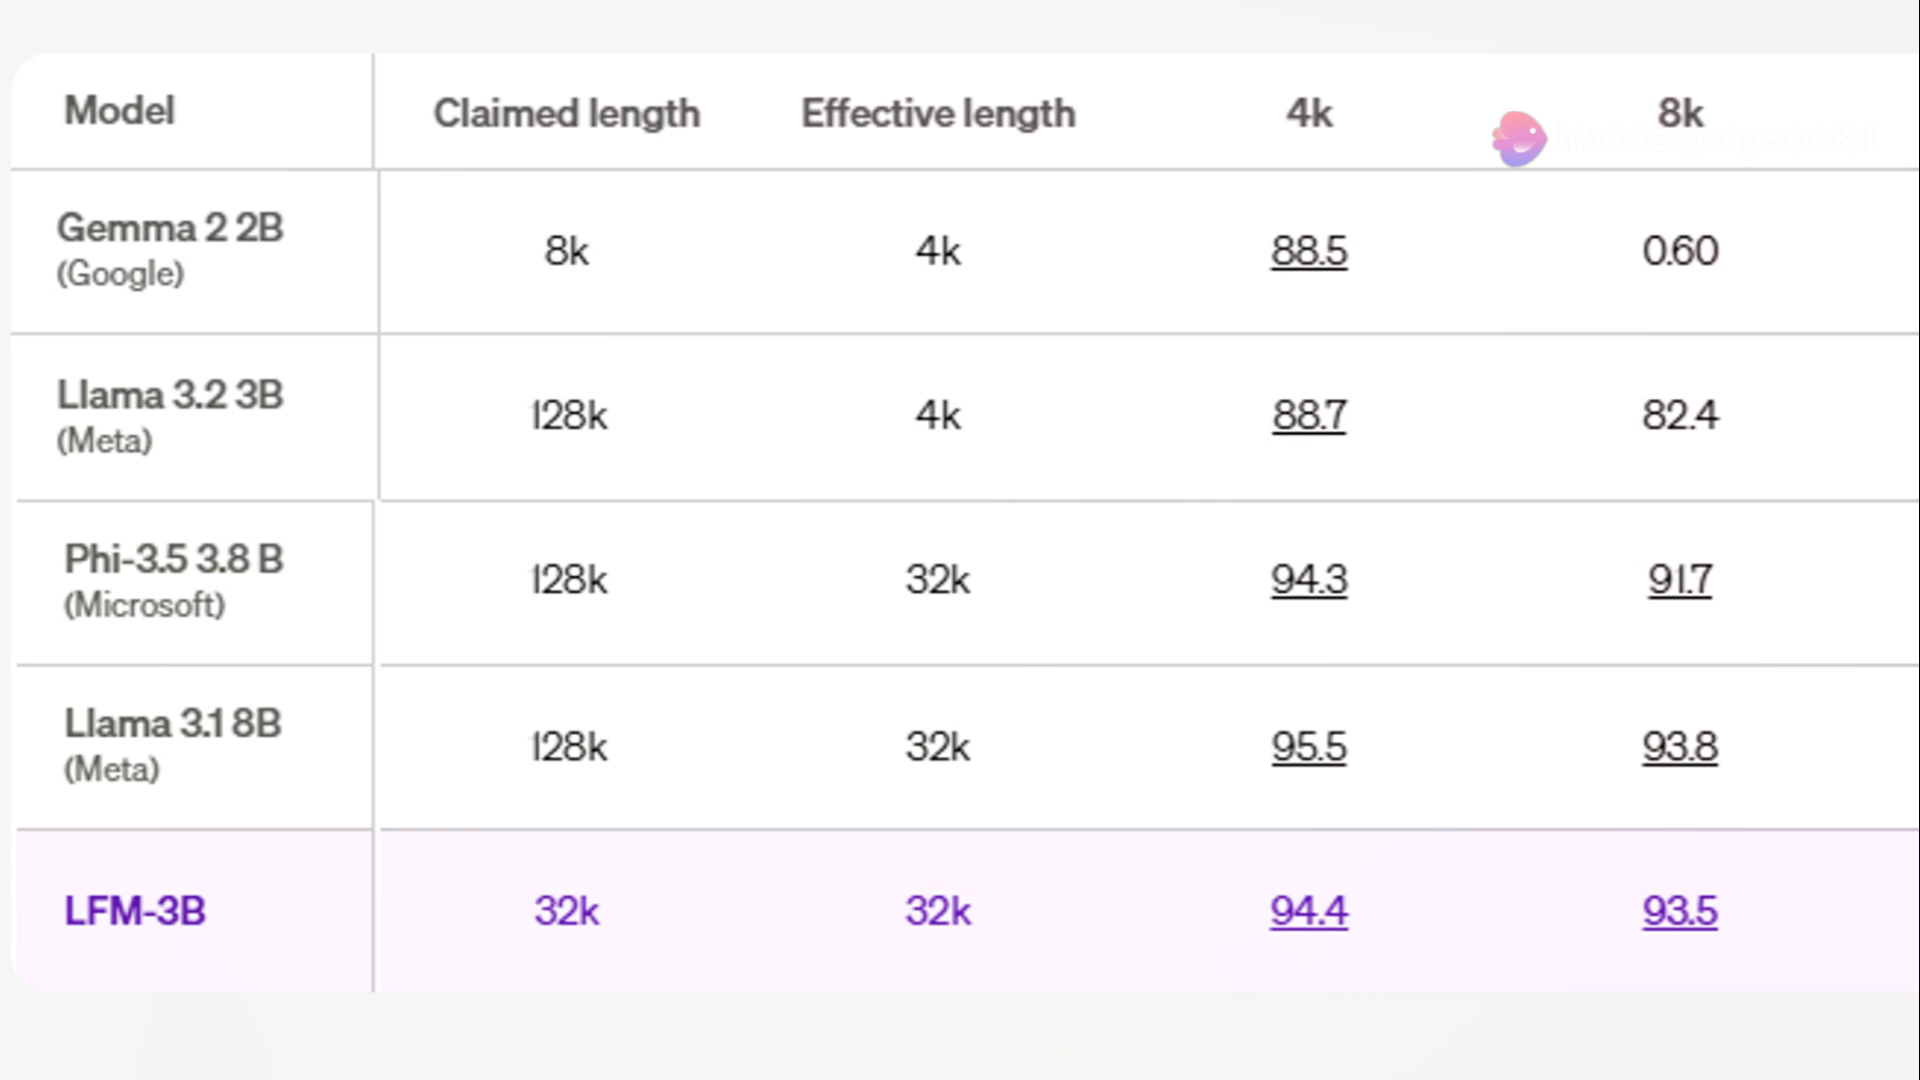 Model Claimed length Effective length 4k 8k
invideo/mysocial
Gemma 2 2B
(Google) 8k 4k 88.5 0.60
Llama 3.2 3B
(Meta) 128k 4k 88.7 82.4
Phi-3.5 3.8 B
(Microsoft) 128k 32k 94.3 91.7
Llama 3.1 8B
(Meta) 128k 32k 95.5 93.8
LFM-3B 32k 32k 94.4 93.5